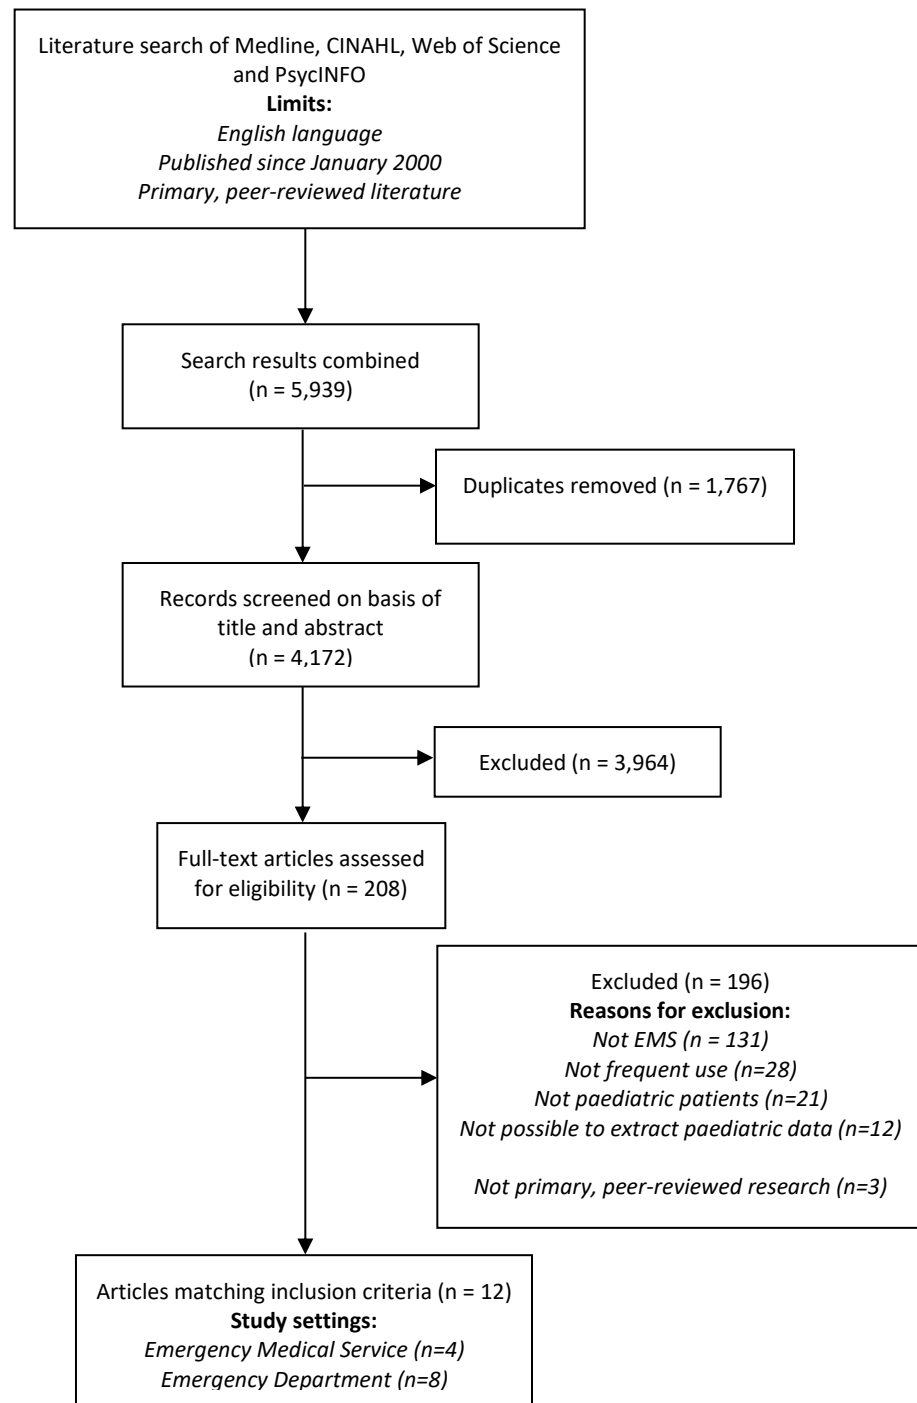 Literature search of Medline, CINAHL, Web of Science
and PsycINFO
Limits:
English language
Published since January 2000
Primary, peer-reviewed literature
Search results combined
(n = 5,939)
Duplicates removed (n = 1,767)
Records screened on basis of
title and abstract
(n = 4,172)
Excluded (n = 3,964)
Full-text articles assessed
for eligibility (n = 208)
Excluded (n = 196)
Reasons for exclusion:
Not EMS (n = 131)
Not frequent use (n=28)
Not paediatric patients (n=21)
Not possible to extract paediatric data (n=12)
Not primary, peer-reviewed research (n=3)
Articles matching inclusion criteria (n = 12)
Study settings:
Emergency Medical Service (n=4)
Emergency Department (n=8)